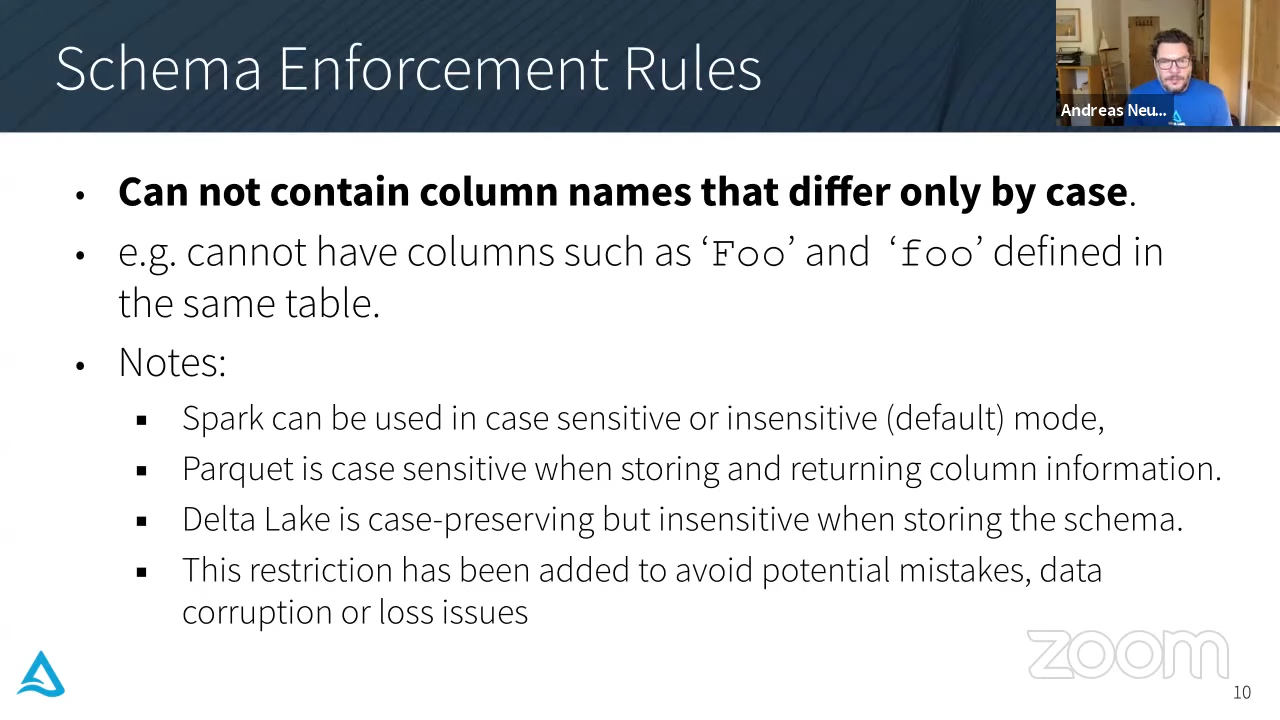 Schema Enforcement Rules
Andreas Neu...
• Can not contain column names that differ only by case.
• e.g. cannot have columns such as ‘Foo’ and ‘foo’ defined in
the same table.
• Notes:
▪ Spark can be used in case sensitive or insensitive (default) mode,
▪ Parquet is case sensitive when storing and returning column information.
▪ Delta Lake is case-preserving but insensitive when storing the schema.
▪ This restriction has been added to avoid potential mistakes, data
corruption or loss issues
zoom
10